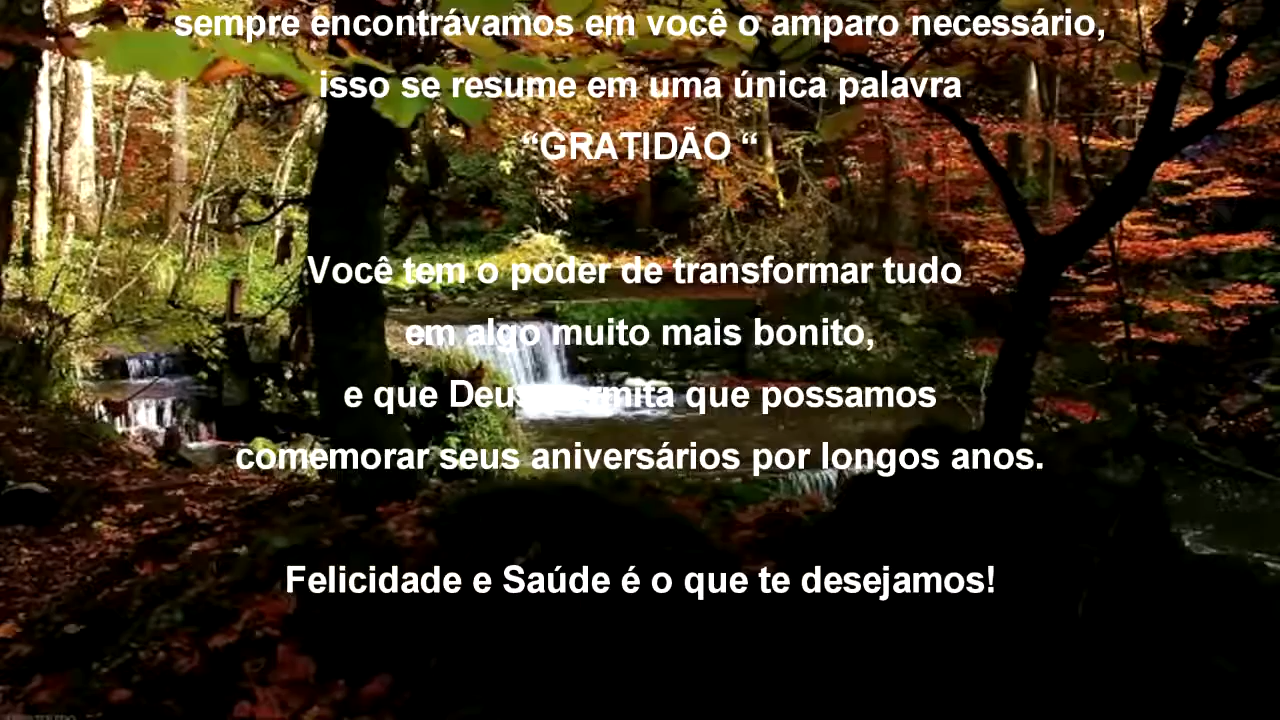 sempre encontrávamos em você o amparo necessário,
isso se resume em uma única palavra
“GRATIDÃO “
Você tem o poder de transformar tudo
em algo muito mais bonito,
e que Deus permita que possamos
comemorar seus aniversários por longos anos.
Felicidade e Saúde é o que te desejamos!